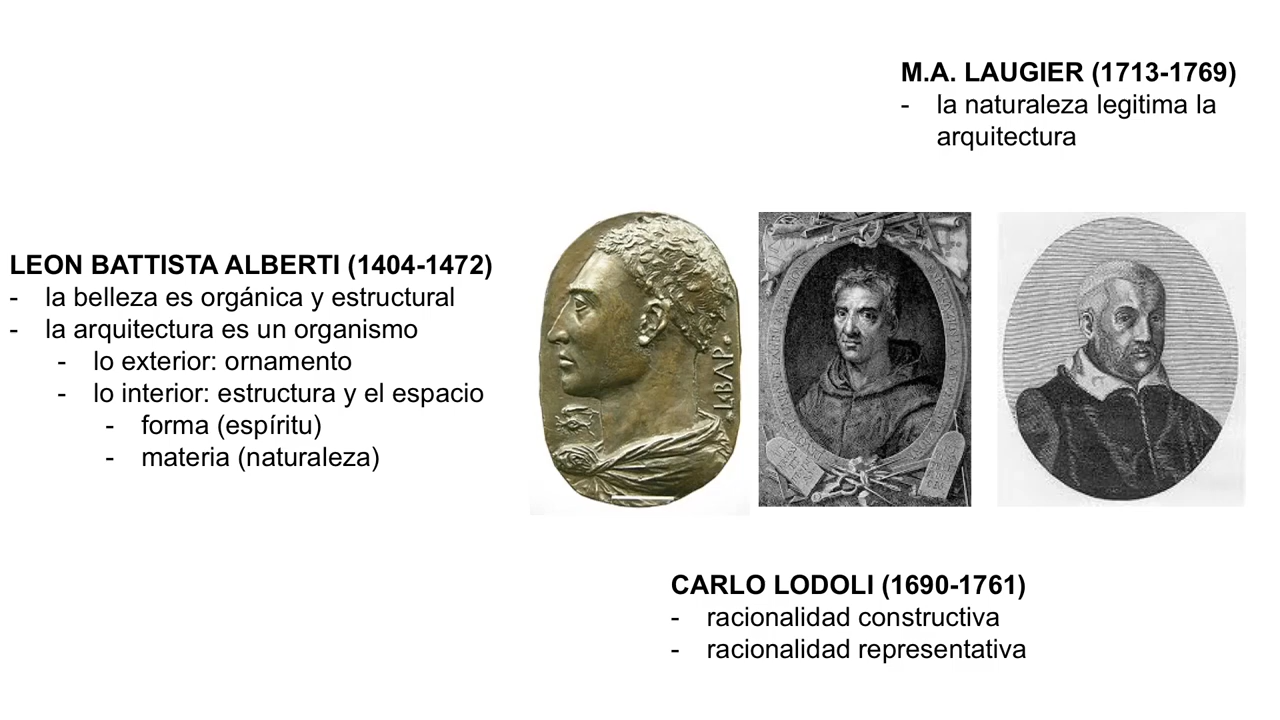 M.A. LAUGIER (1713-1769)
- la naturaleza legitima la
arquitectura
LEON BATTISTA ALBERTI (1404-1472)
- la belleza es orgánica y estructural
- la arquitectura es un organismo
- lo exterior: ornamento
- lo interior: estructura y el espacio
- forma (espíritu)
- materia (naturaleza)
.L.BAP.
CARLO LODOLI (1690-1761)
- racionalidad constructiva
- racionalidad representativa